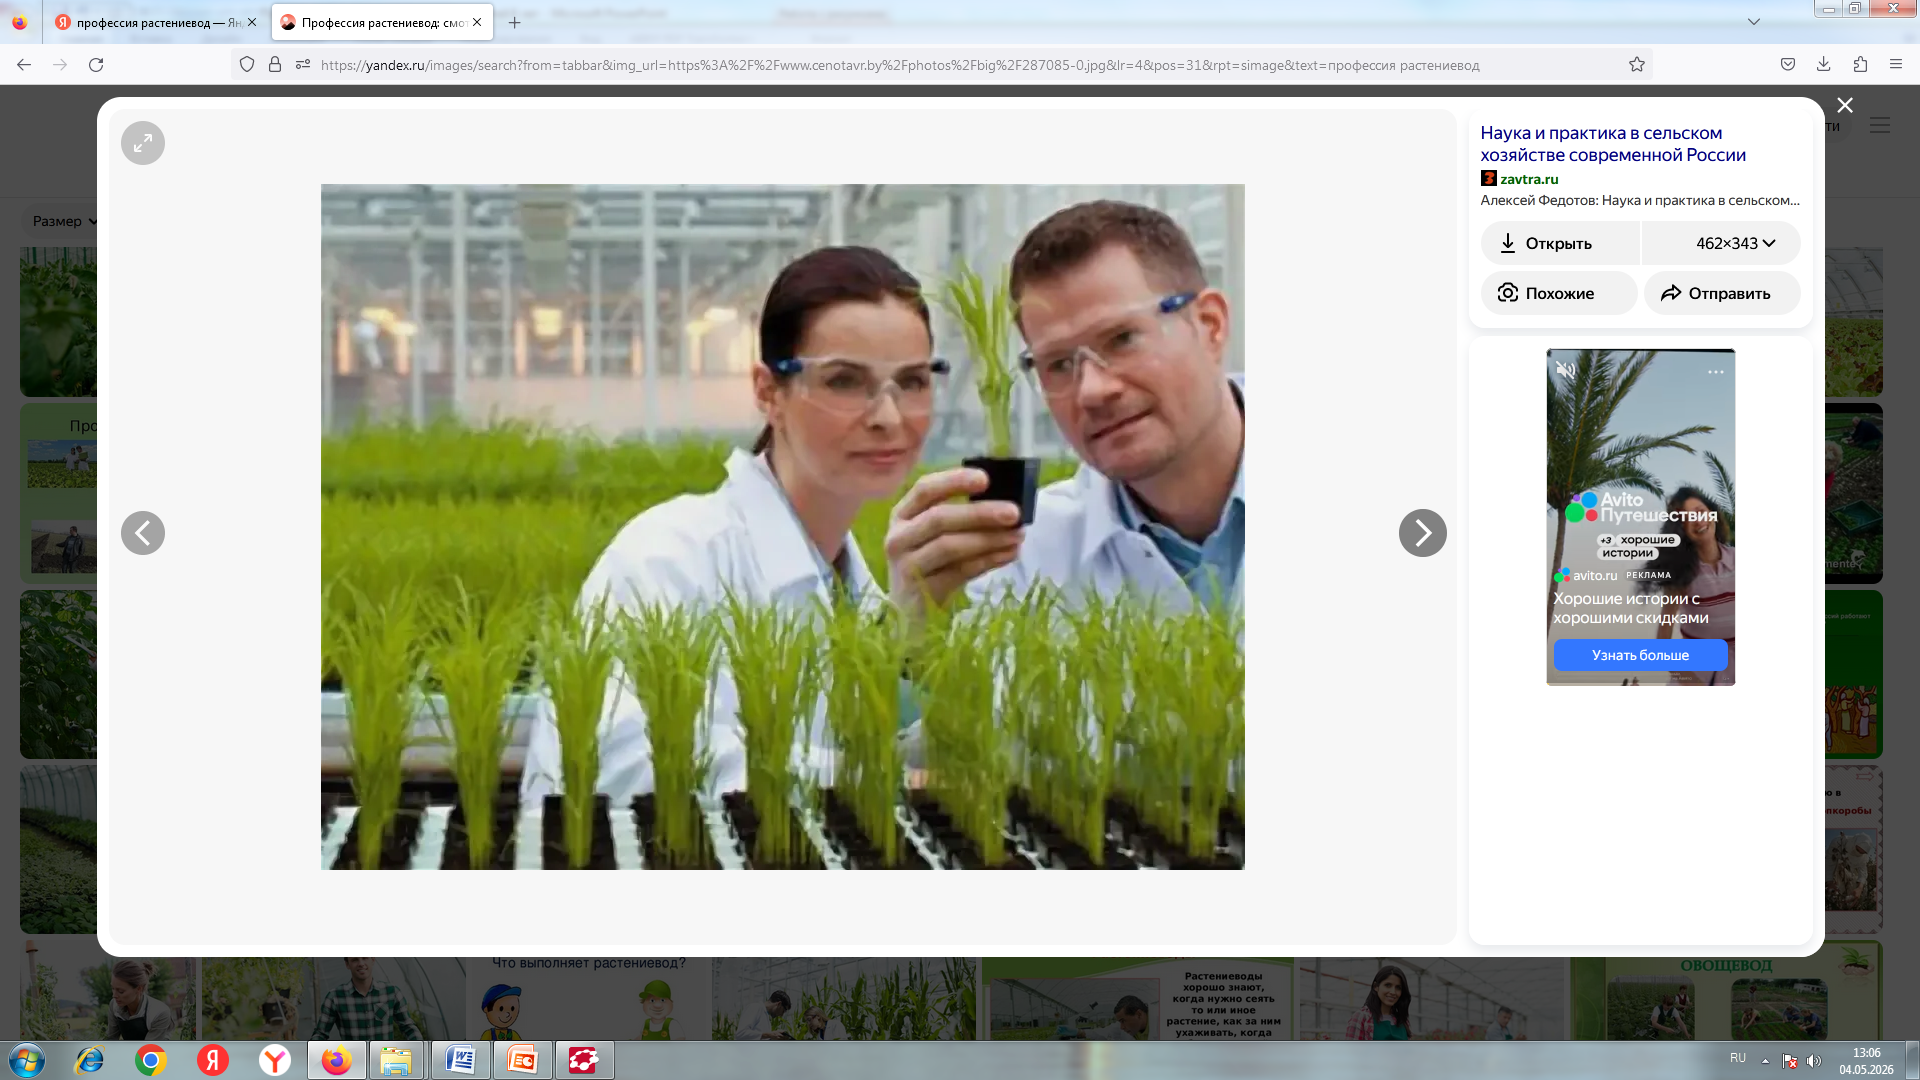 профессия растениевод — Ян
Профессия растениевод: смот
https://yandex.ru/images/search?from=tabbar&img_url=https%3A%2F%2Fwww.cenotavr.by%2Fphotos%2Fbig%2F287085-0.jpg&lr=4&pos=31&rpt=simage&text=профессия растениевод
Размер
Наука и практика в сельском
хозяйстве современной России
zavtra.ru
Алексей Федотов: Наука и практика в сельском...
Открыть
462×343
Похожие
Отправить
Avito
Путешествия
+3 хорошие
истории
avito.ru РЕКЛАМА
Хорошие истории с
хорошими скидками
Узнать больше
Про
Что выполняет растениевод?
Растениеводы
хорошо знают,
когда нужно сеять
то или иное
растение, как за ним
ухаживать, когда
ОВОЩЕВОД
RU
13:06
04.05.2026